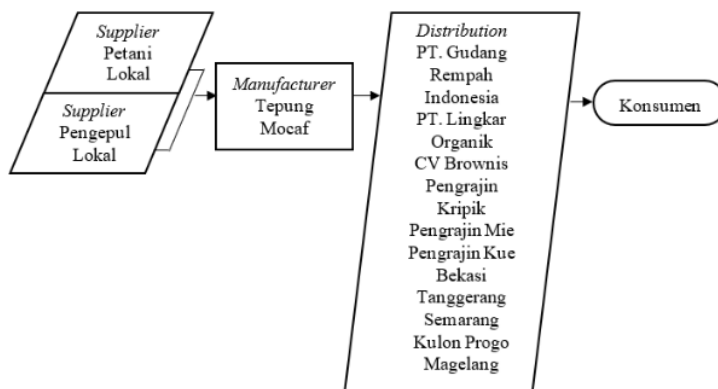 Supplier
Petani
Lokal
Supplier
Pengepul
Lokal
Manufacturer
Tepung
Mocaf
Distribution
PT. Gudang
Rempah
Indonesia
PT. Lingkar
Organik
CV Brownis
Pengrajin
Kripik
Pengrajin Mie
Pengrajin Kue
Bekasi
Tanggerang
Semarang
Kulon Progo
Magelang
Konsumen